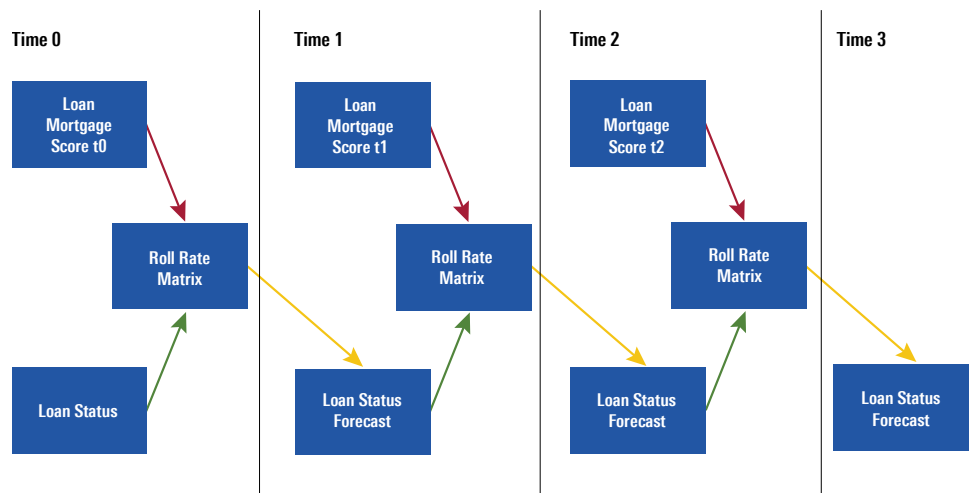 Time 0
Time 1
Time 2
Time 3
Loan
Mortgage
Score t0
Loan
Mortgage
Score t1
Loan
Mortgage
Score t2
Roll Rate
Matrix
Roll Rate
Matrix
Roll Rate
Matrix
Loan Status
Loan Status
Forecast
Loan Status
Forecast
Loan Status
Forecast